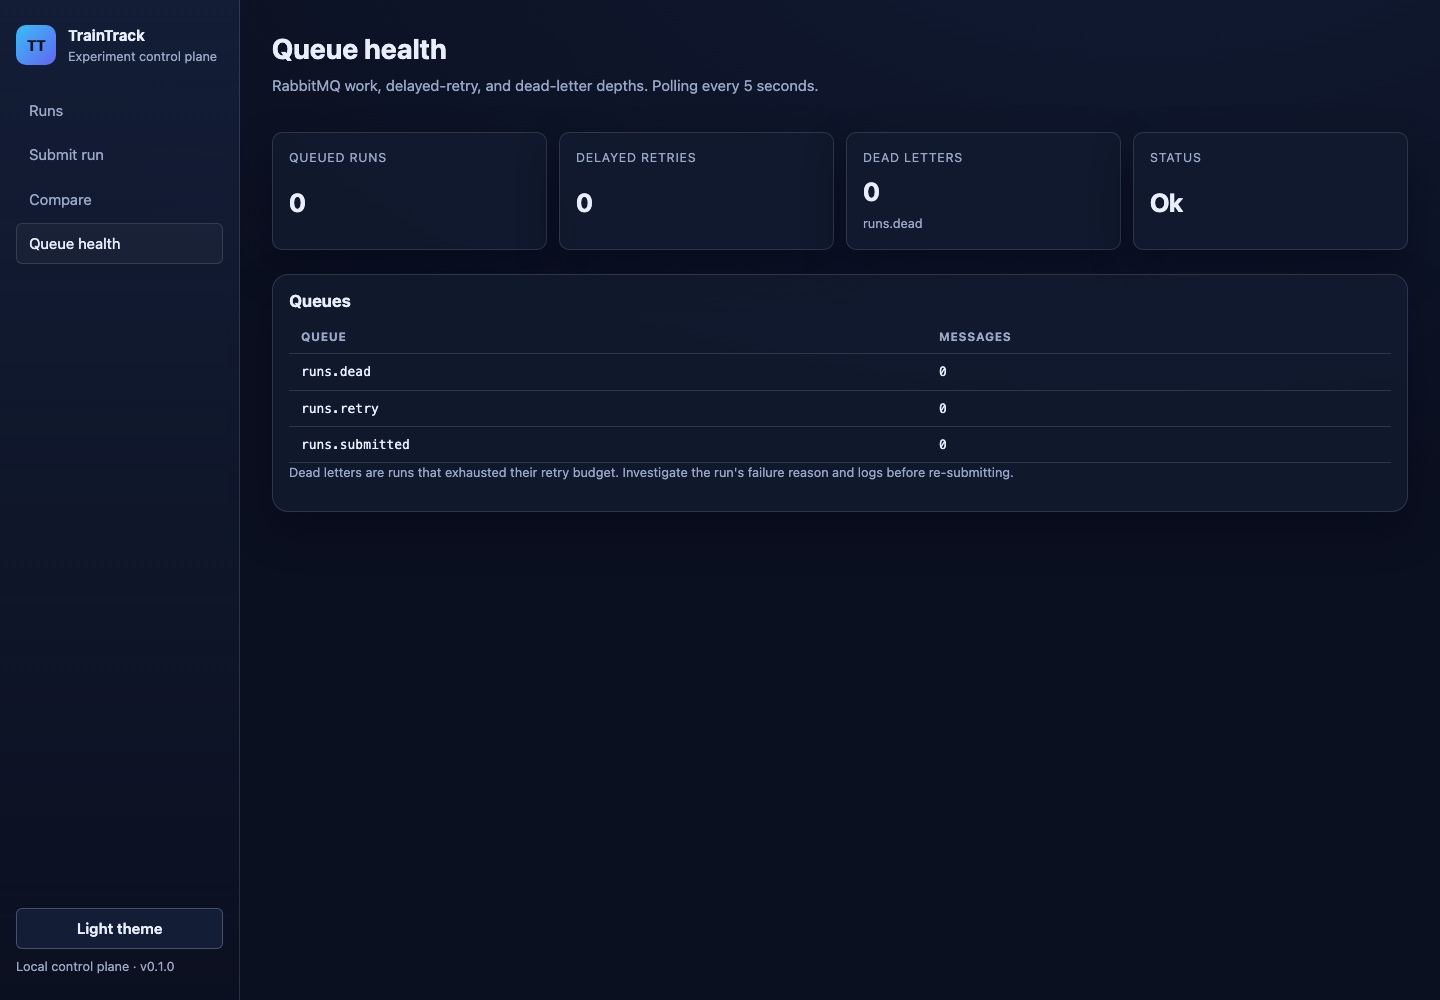 TT
TrainTrack
Experiment control plane
Runs
Submit run
Compare
Queue health
Light theme
Local control plane · v0.1.0
Queue health
RabbitMQ work, delayed-retry, and dead-letter depths. Polling every 5 seconds.
QUEUED RUNS
0
DELAYED RETRIES
0
DEAD LETTERS
0
runs.dead
STATUS
Ok
Queues
QUEUE MESSAGES
runs.dead 0
runs.retry 0
runs.submitted 0
Dead letters are runs that exhausted their retry budget. Investigate the run's failure reason and logs before re-submitting.